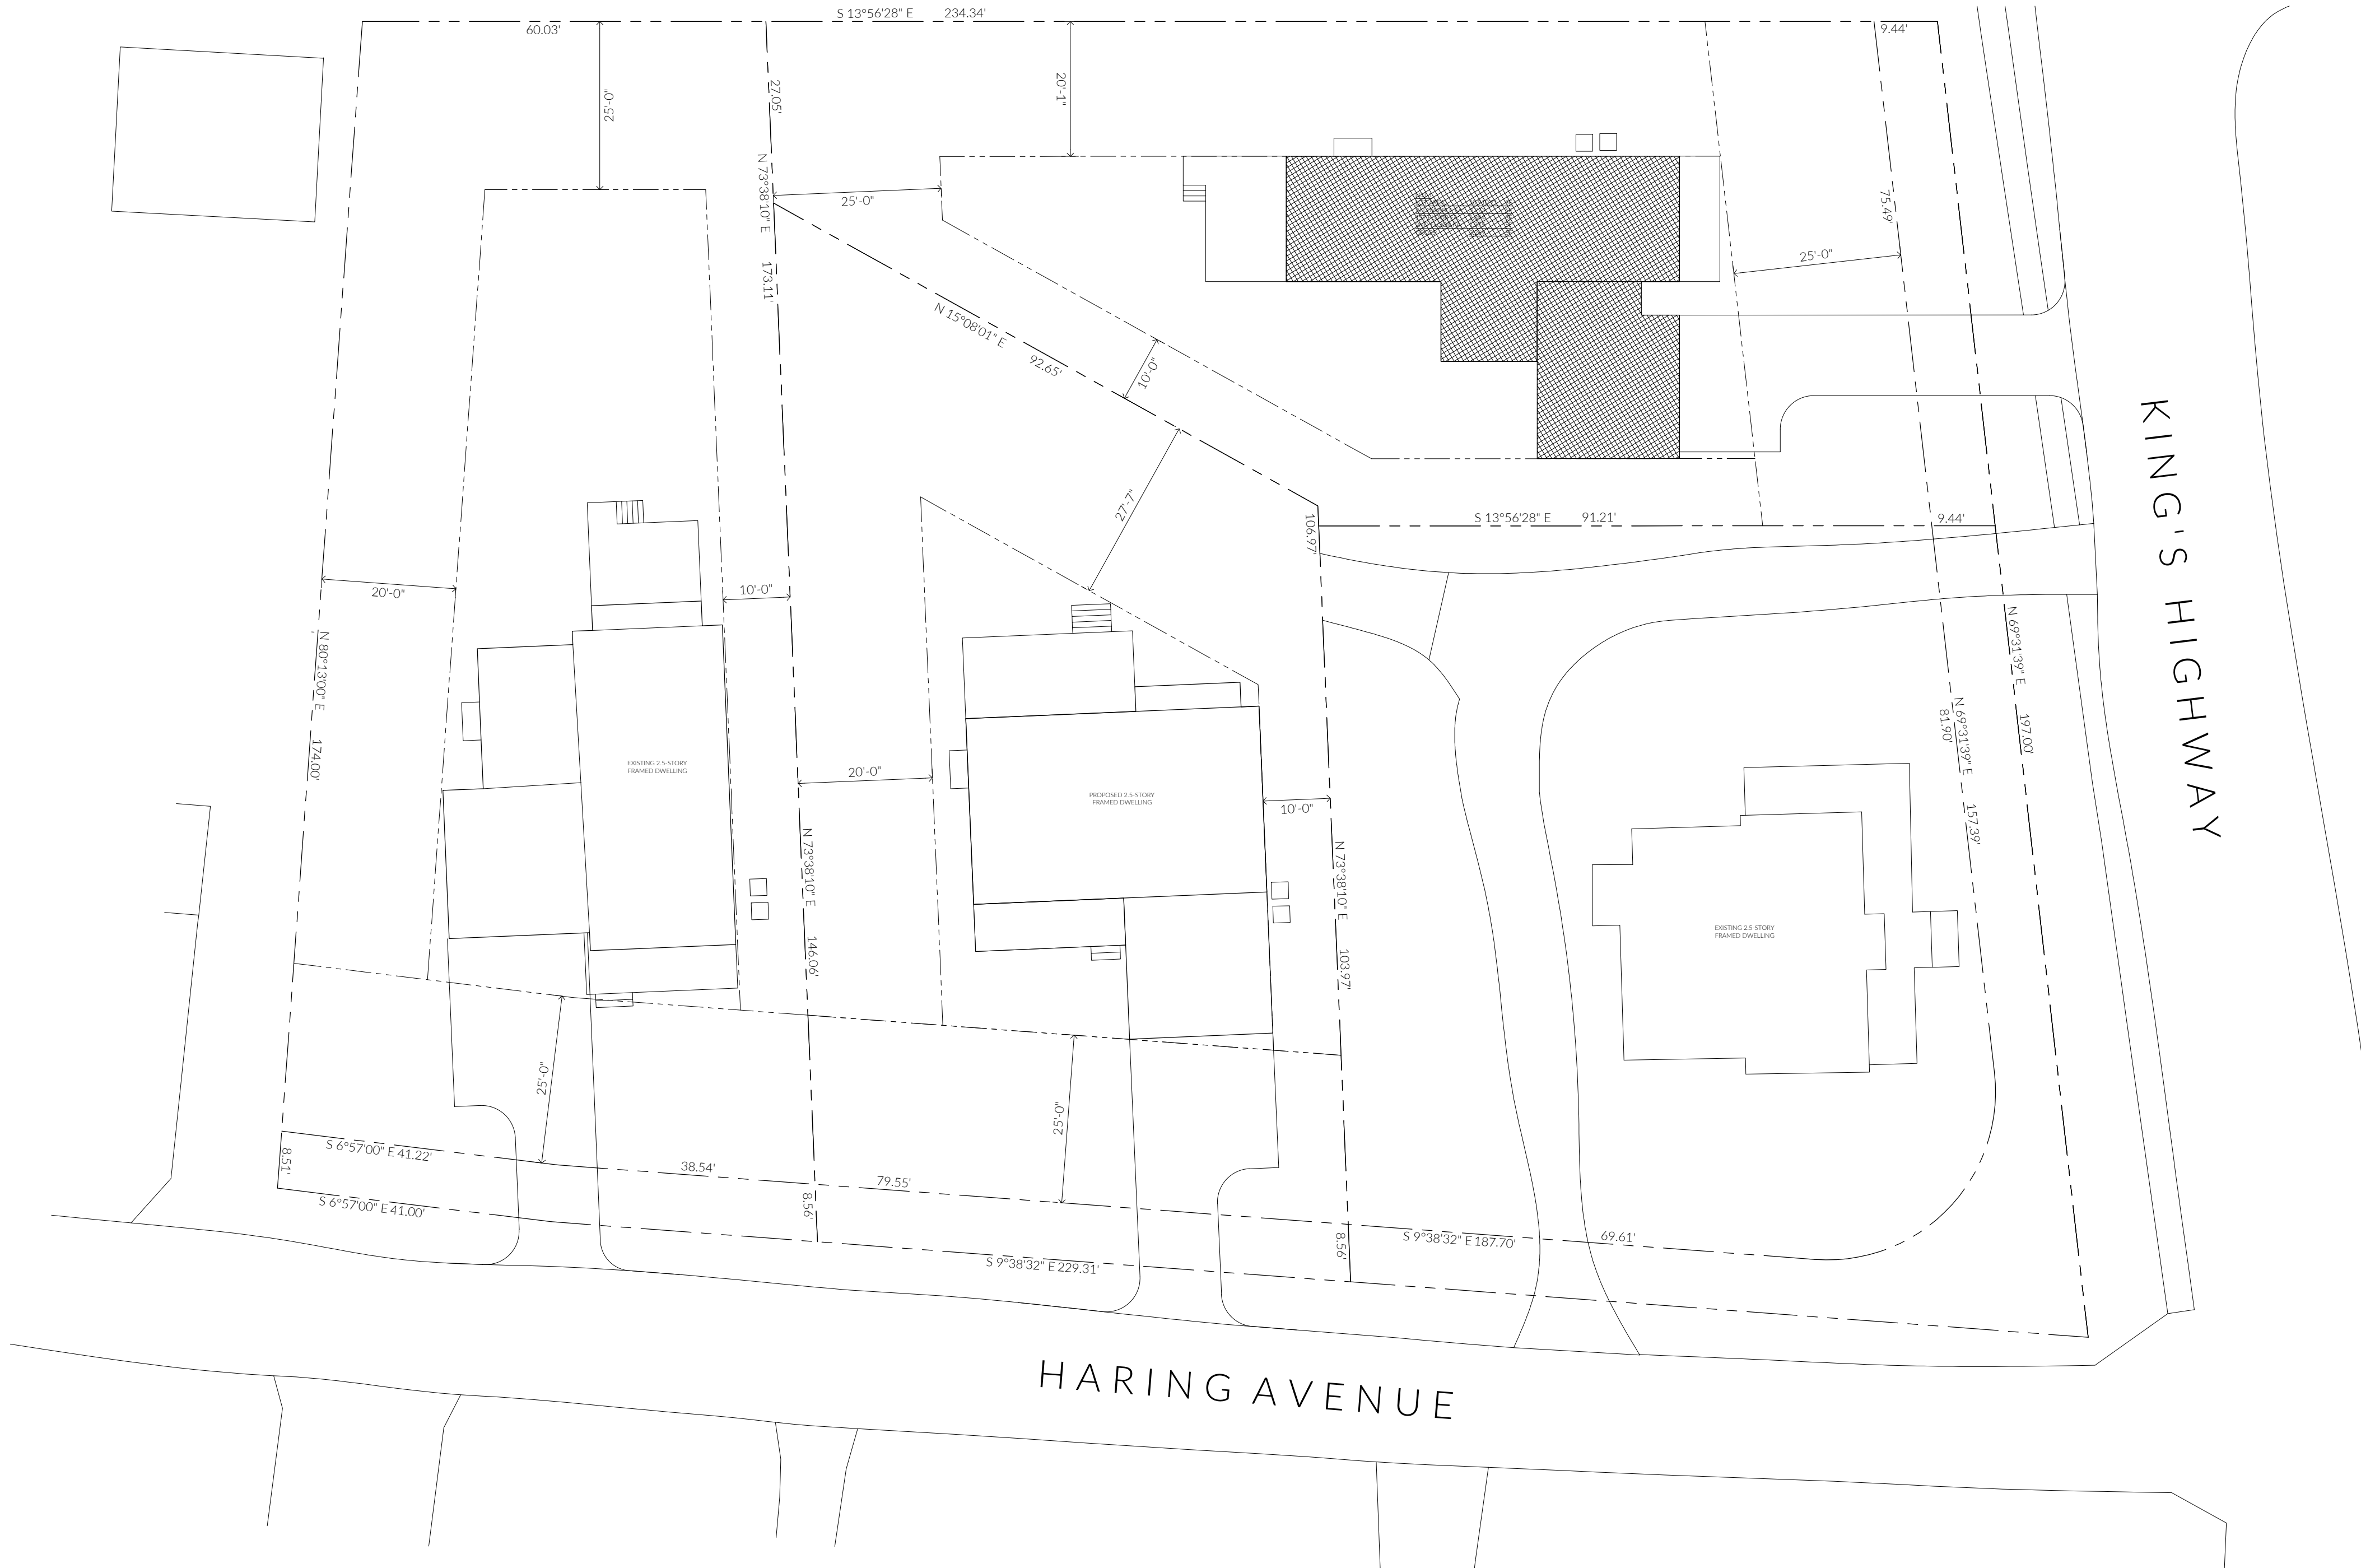 S 13°56'28" E 234.34'
60.03'
9.44'
25'-0"
27.05'
20'-1"
N 73°38'10" E 173.11'
25'-0"
75.49'
25'-0"
N 15°08'01" E 92.65'
10'-0"
27'-7"
106.97'
S 13°56'28" E 91.21'
9.44'
KING'S HIGHWAY
20'-0"
10'-0"
N 80°13'00" E 174.00'
N 69°31'39" E 197.00'
81.90'
N 69°31'39" E 157.39'
EXISTING 2.5-STORY
FRAMED DWELLING
20'-0"
PROPOSED 2.5-STORY
FRAMED DWELLING
10'-0"
N 73°38'10" E 146.06'
N 73°38'10" E 103.97'
EXISTING 2.5-STORY
FRAMED DWELLING
25'-0"
25'-0"
S 6°57'00" E 41.22'
8.51'
38.54'
79.55'
8.56'
S 6°57'00" E 41.00'
8.56'
S 9°38'32" E 187.70'
69.61'
S 9°38'32" E 229.31'
HARING AVENUE